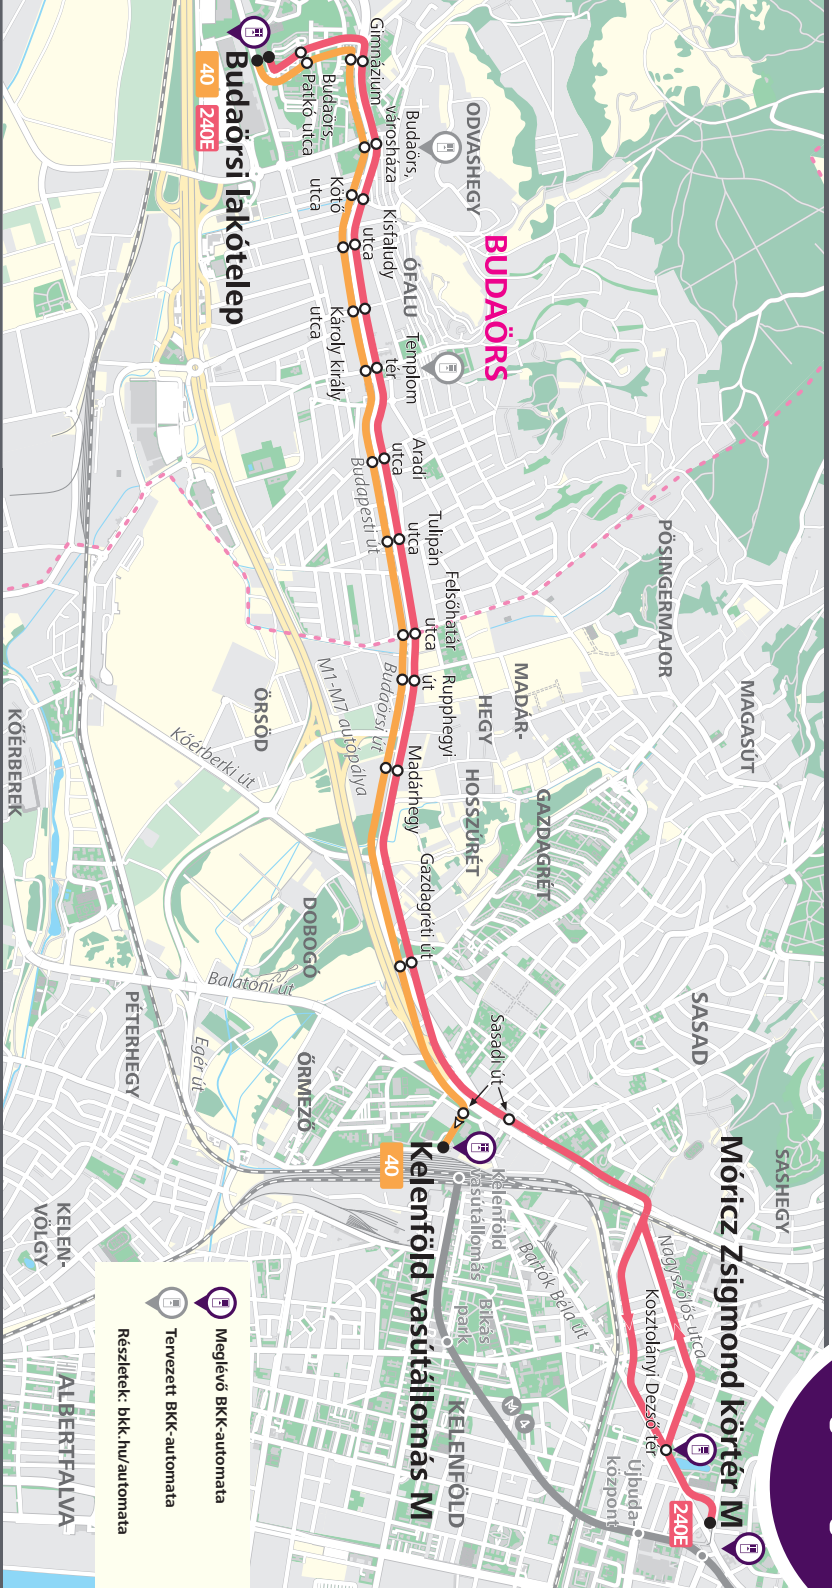 BUDAÖRS
Budaörsi lakótelep
40
240E
Gimnázium
Budaörs,
Patkó utca
Budaörs,
városháza
ODVASHEGY
Kötő
utca
Kisfaludy
utca
ÓFALU
Károly király
utca
Templom
tér
Aradi
utca
Budapesti út
Tulipán
utca
Felsőhatár
utca
Rupphegyi
út
Budaörsi út
M1-M7 autópálya
Madárhegy
Gazdagréti út
Sasadi út
PÖSINGERMAJOR
MAGASÚT
MADÁR-
HEGY
HOSSZÚRÉT
GAZDAGRÉT
SASAD
SASHEGY
ÖRSÖD
Kőérberki út
KŐÉRBEREK
DOBOGÓ
Balatoni út
PÉTERHEGY
Egér út
ŐRMEZŐ
KELEN-
VÖLGY
Kelenföld vasútállomás M
40
Kelenföld
vasútállomás
Bikás
park
Bartók Béla út
M 4
KELENFÖLD
Újbuda-
központ
Móricz Zsigmond körtér M
240E
Nagyszőlős utca
Kosztolányi Dezső tér
ALBERTFALVA
Meglévő BKK-automata
Tervezett BKK-automata
Részletek: bkk.hu/automata